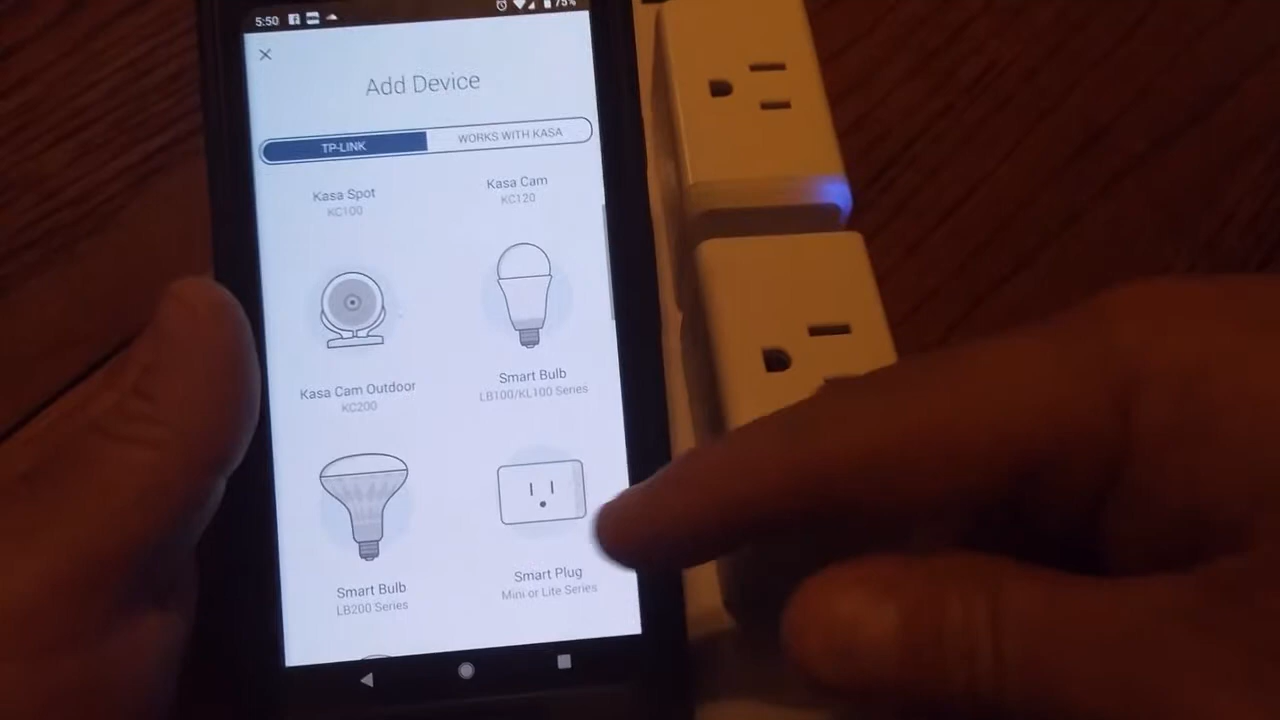 5:50
75%
Add Device
TP-LINK
WORKS WITH KASA
Kasa Spot
KC100
Kasa Cam
KC120
Kasa Cam Outdoor
KC200
Smart Bulb
LB100/KL100 Series
Smart Bulb
LB200 Series
Smart Plug
Mini or Lite Series